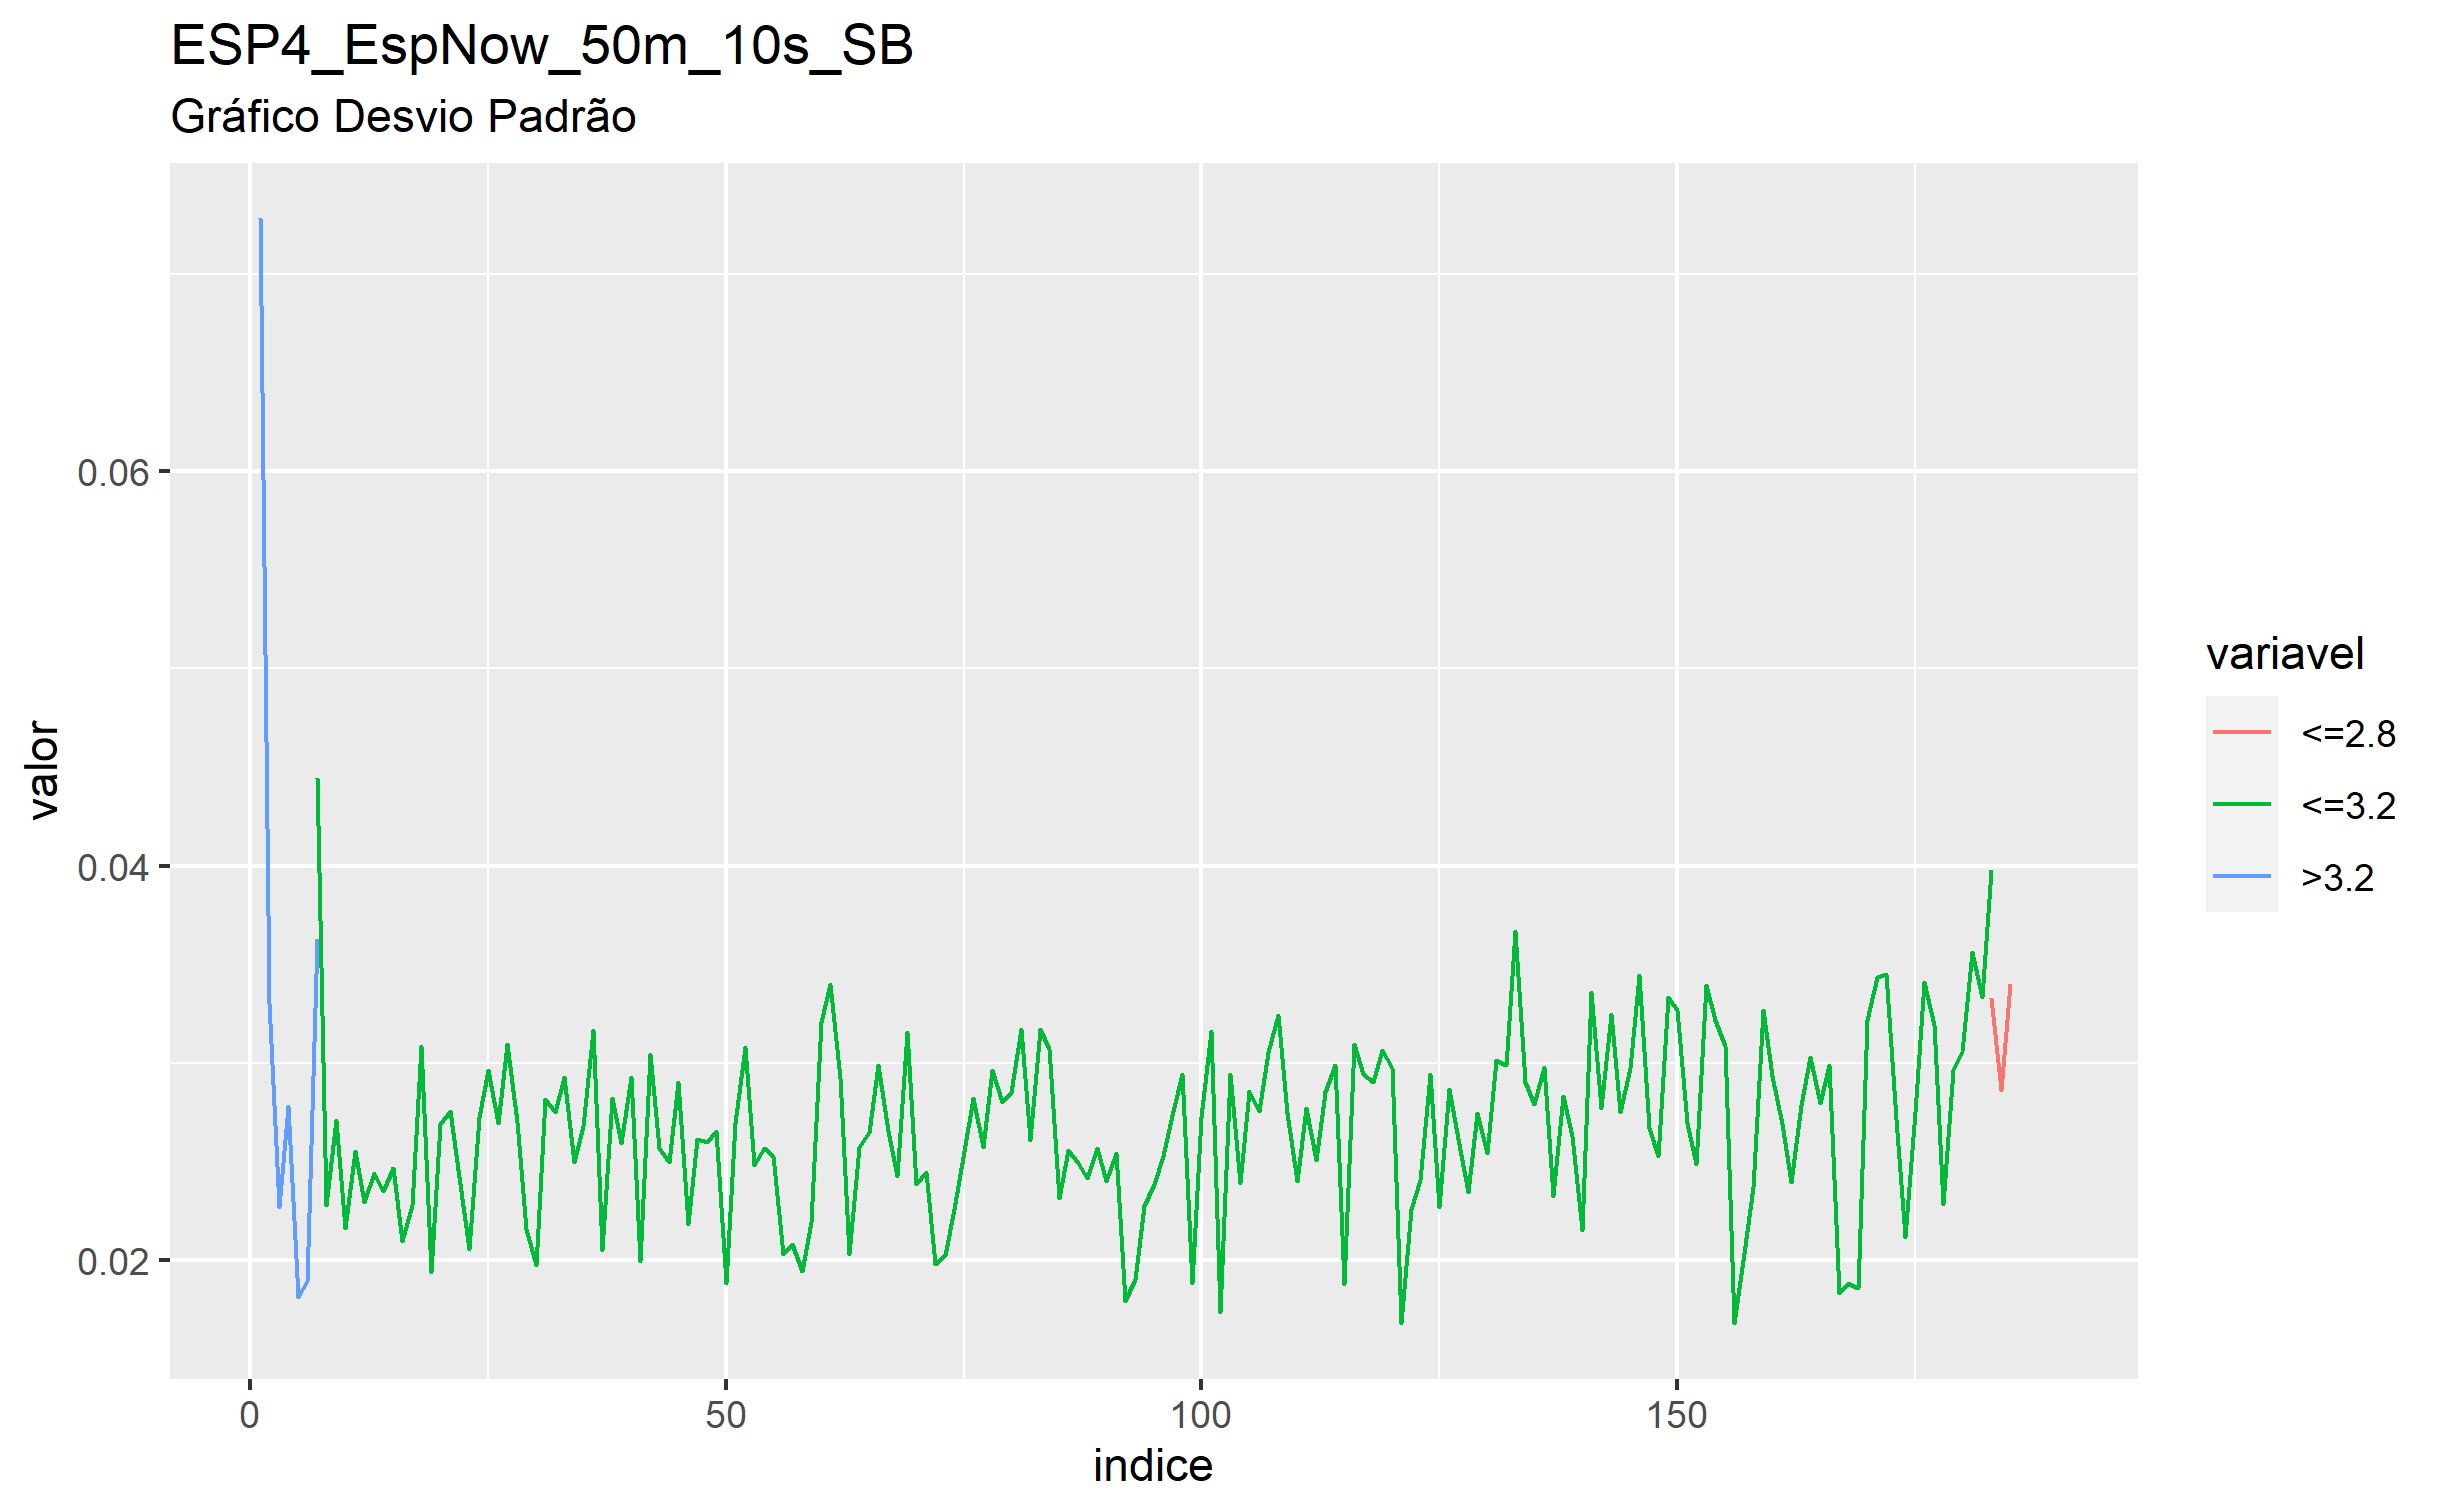 ESP4_EspNow_50m_10s_SB
Gráfico Desvio Padrão
valor
0.06
0.04
0.02
0 50 100 150
indice
variavel
<=2.8
<=3.2
>3.2